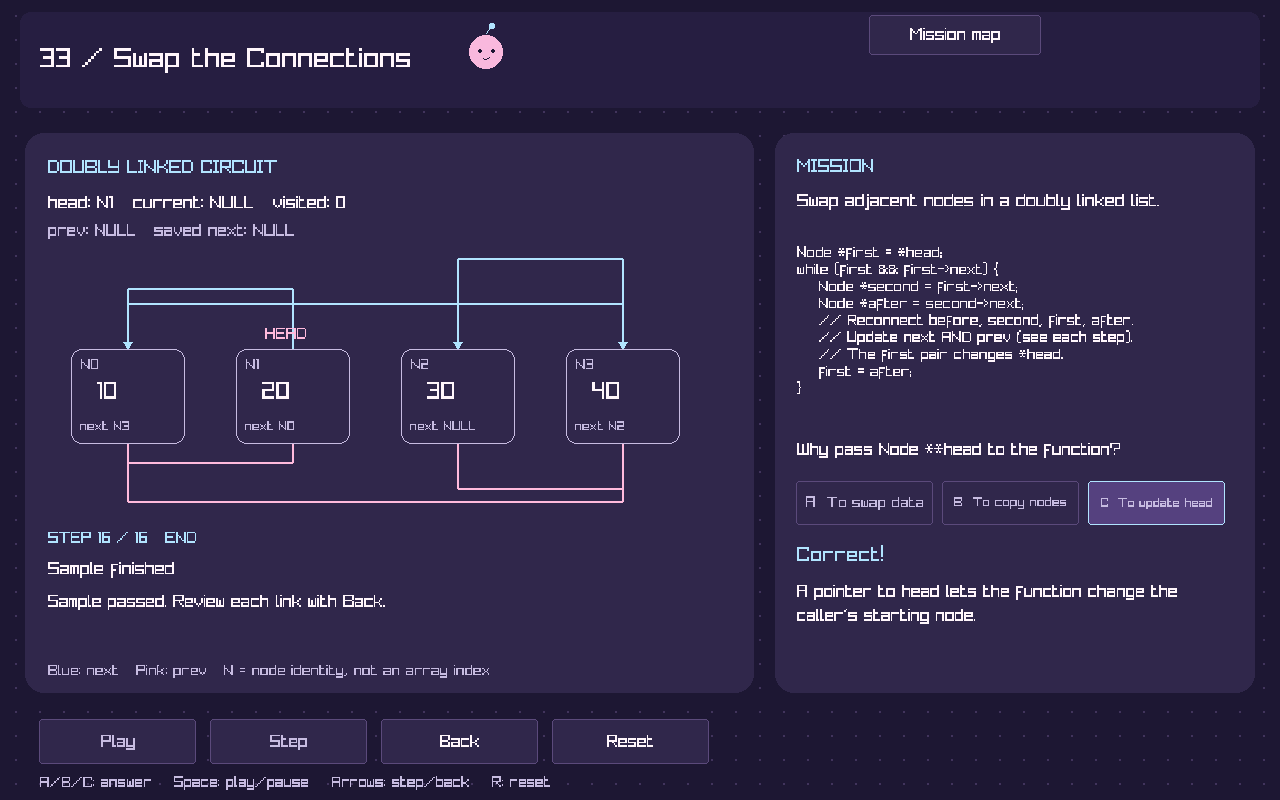 33 / Swap the Connections
Mission map
DOUBLY LINKED CIRCUIT
head: N1 current: NULL visited: 0
prev: NULL saved next: NULL
HEAD
N0
10
next N3
N1
20
next N0
N2
30
next NULL
N3
40
next N2
STEP 16 / 16 END
Sample finished
Sample passed. Review each link with Back.
Blue: next Pink: prev N = node identity, not an array index
MISSION
Swap adjacent nodes in a doubly linked list.
Node *first = *head;
while (first && first->next) {
Node *second = first->next;
Node *after = second->next;
// Reconnect before, second, first, after.
// Update next AND prev (see each step).
// The first pair changes *head.
first = after;
}
Why pass Node **head to the function?
A To swap data
B To copy nodes
C To update head
Correct!
A pointer to head lets the function change the
caller's starting node.
Play
Step
Back
Reset
A/B/C: answer Space: play/pause Arrows: step/back R: reset